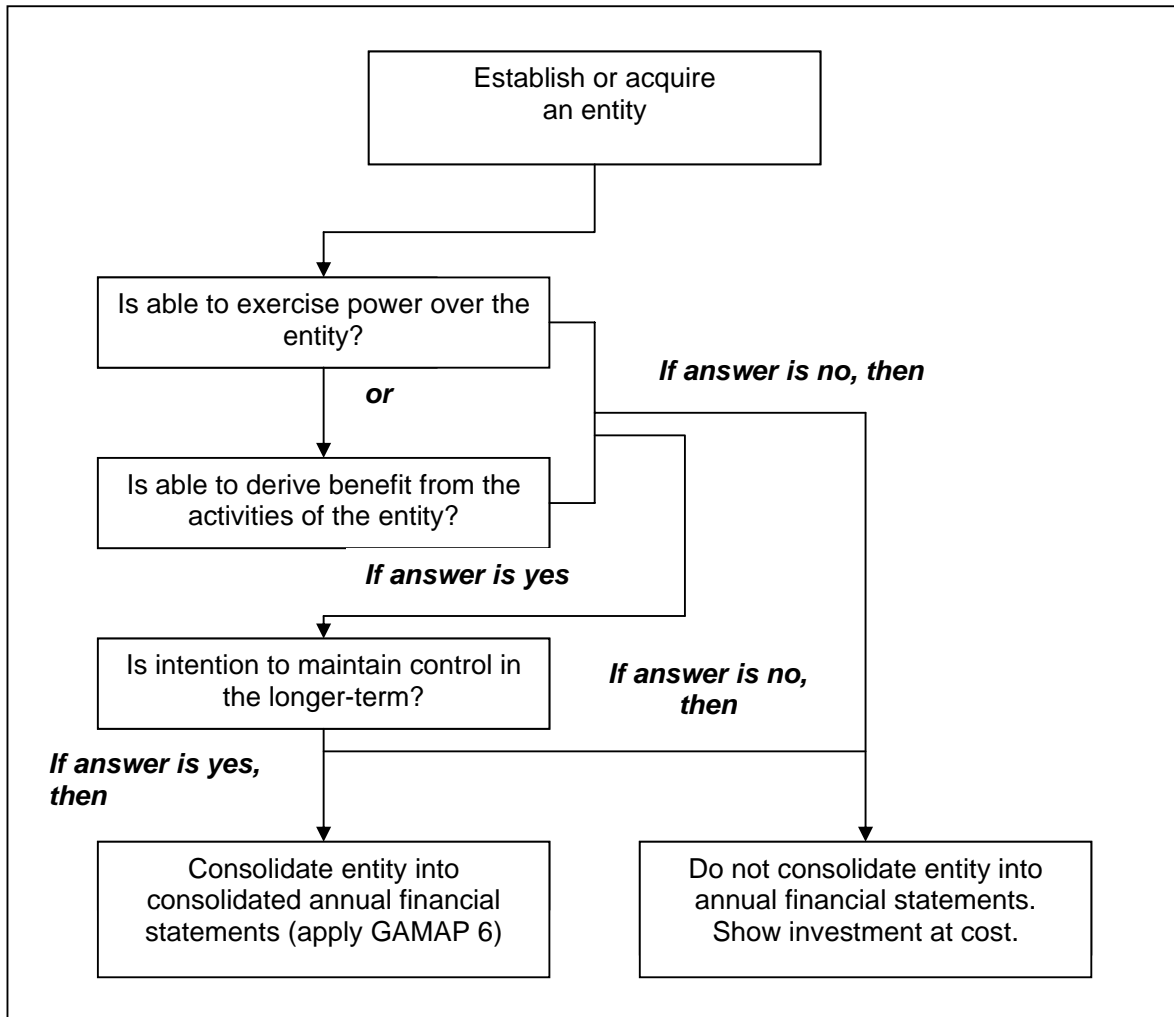 Establish or acquire
an entity
Is able to exercise power over the
entity?
If answer is no, then
or
Is able to derive benefit from the
activities of the entity?
If answer is yes
Is intention to maintain control in
the longer-term?
If answer is no,
then
If answer is yes,
then
Consolidate entity into
consolidated annual financial
statements (apply GAMAP 6)
Do not consolidate entity into
annual financial statements.
Show investment at cost.